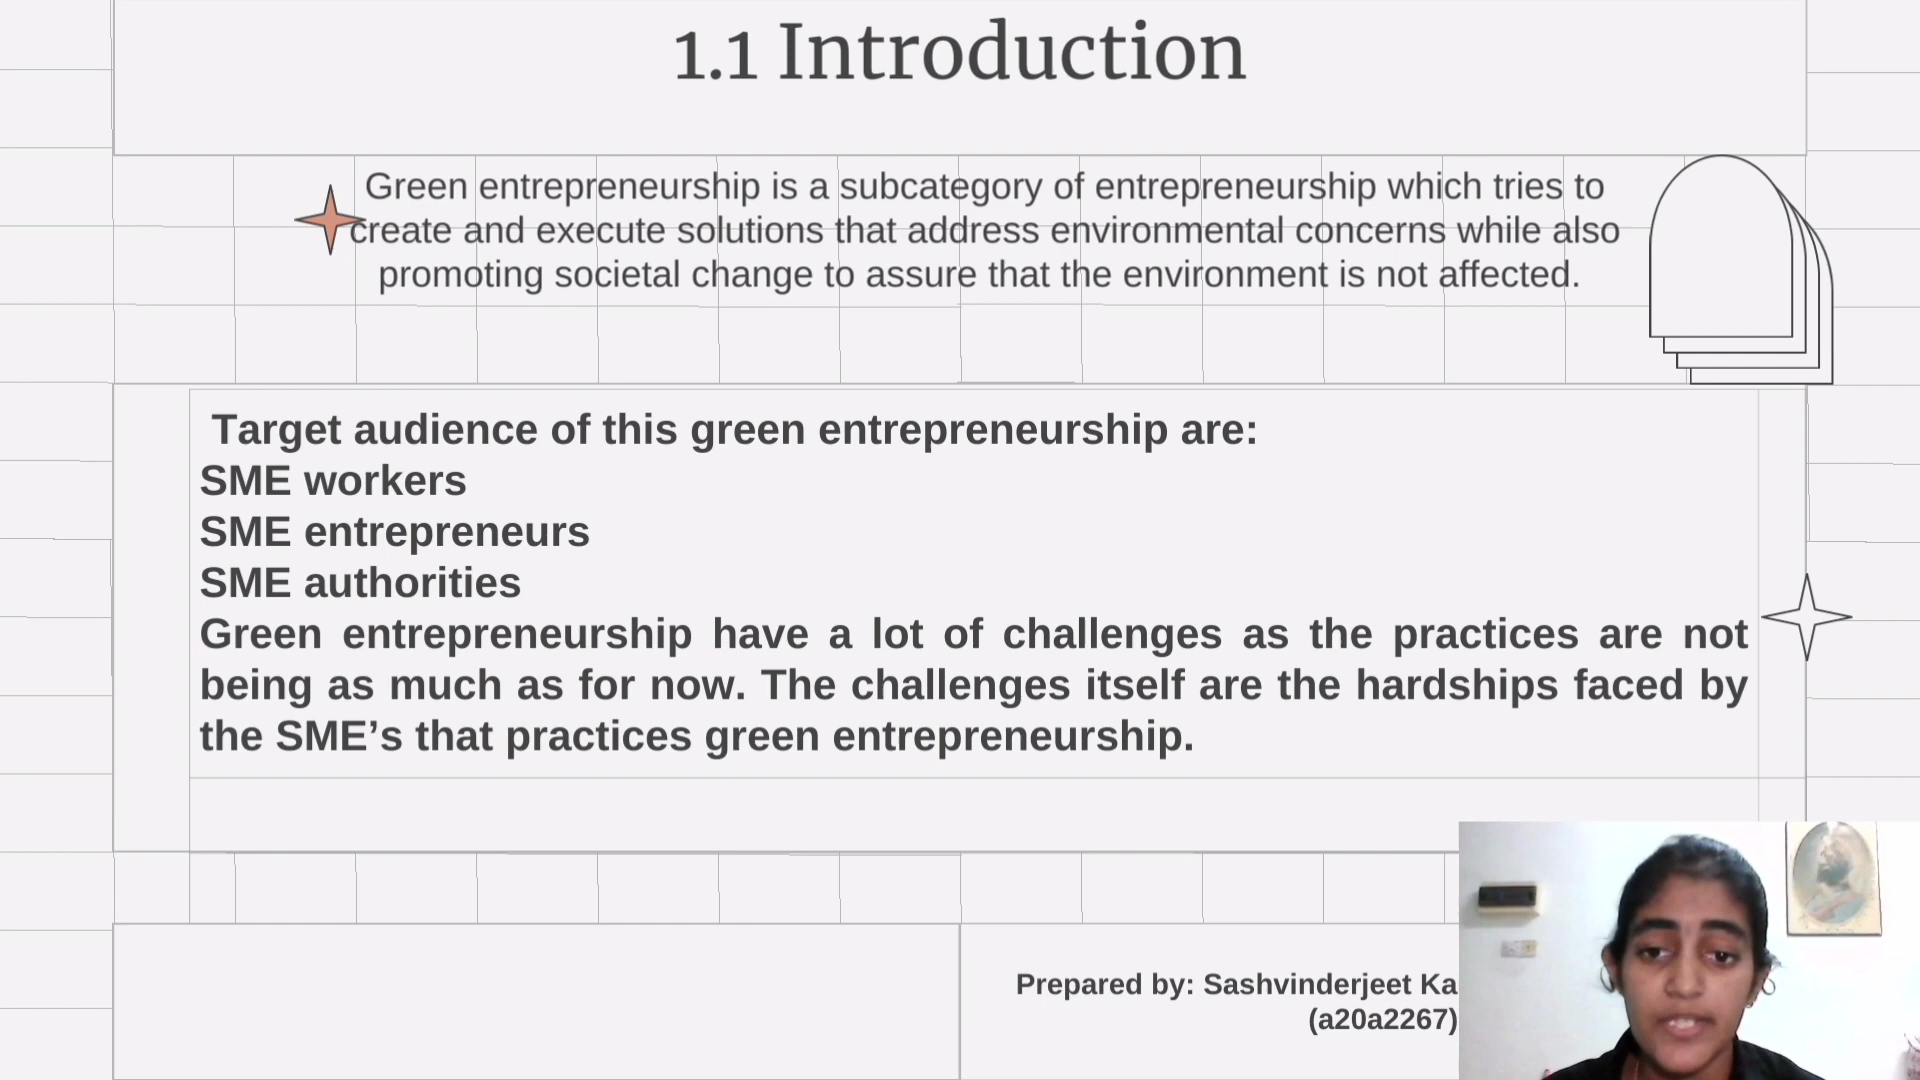 1.1 Introduction
Green entrepreneurship is a subcategory of entrepreneurship which tries to
create and execute solutions that address environmental concerns while also
promoting societal change to assure that the environment is not affected.
Target audience of this green entrepreneurship are:
SME workers
SME entrepreneurs
SME authorities
Green entrepreneurship have a lot of challenges as the practices are not
being as much as for now. The challenges itself are the hardships faced by
the SME’s that practices green entrepreneurship.
Prepared by: Sashvinderjeet Ka
(a20a2267)